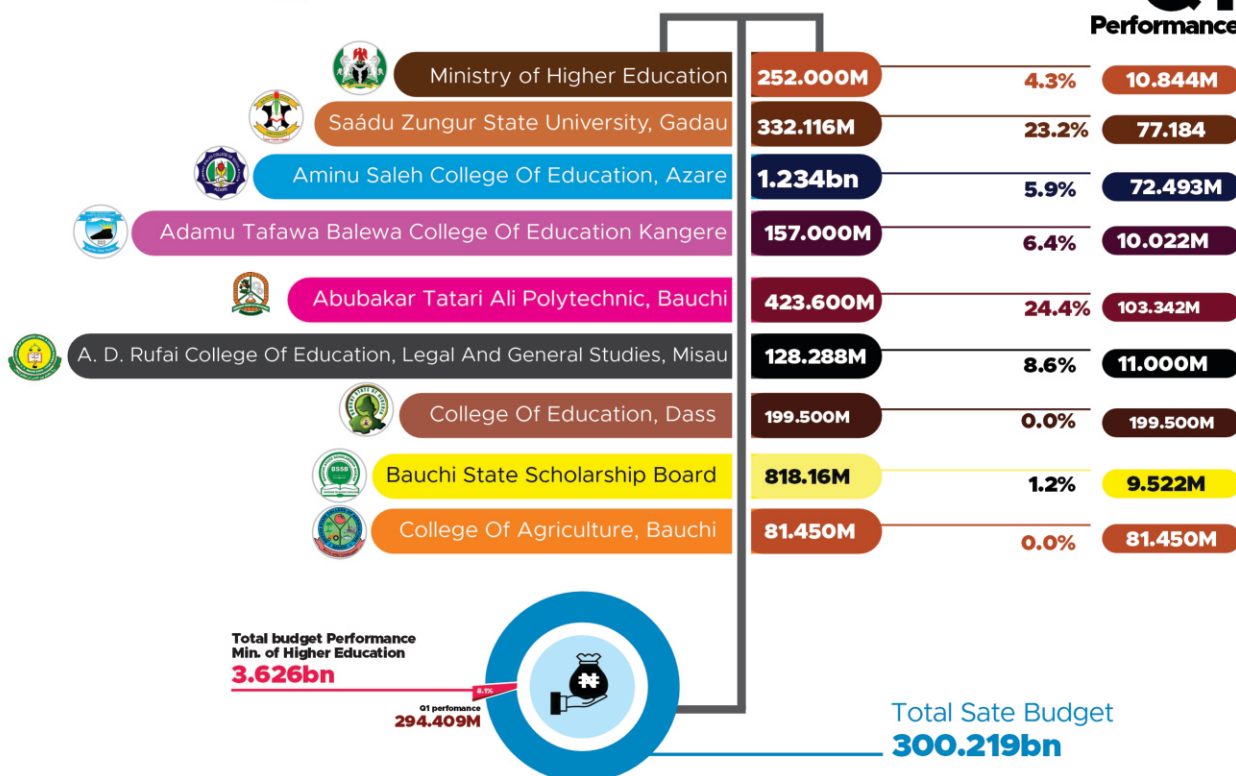 Performance
Ministry of Higher Education 252.000M 4.3% 10.844M
Saádu Zungur State University, Gadau 332.116M 23.2% 77.184
Aminu Saleh College Of Education, Azare 1.234bn 5.9% 72.493M
Adamu Tafawa Balewa College Of Education Kangere 157.000M 6.4% 10.022M
Abubakar Tatari Ali Polytechnic, Bauchi 423.600M 24.4% 103.342M
A. D. Rufai College Of Education, Legal And General Studies, Misau 128.288M 8.6% 11.000M
College Of Education, Dass 199.500M 0.0% 199.500M
BSSB
Bauchi State Scholarship Board 818.16M 1.2% 9.522M
College Of Agriculture, Bauchi 81.450M 0.0% 81.450M
Total budget Performance
Min. of Higher Education
3.626bn
8.1%
Q1 perfomance
294.409M
₦
Total Sate Budget
300.219bn